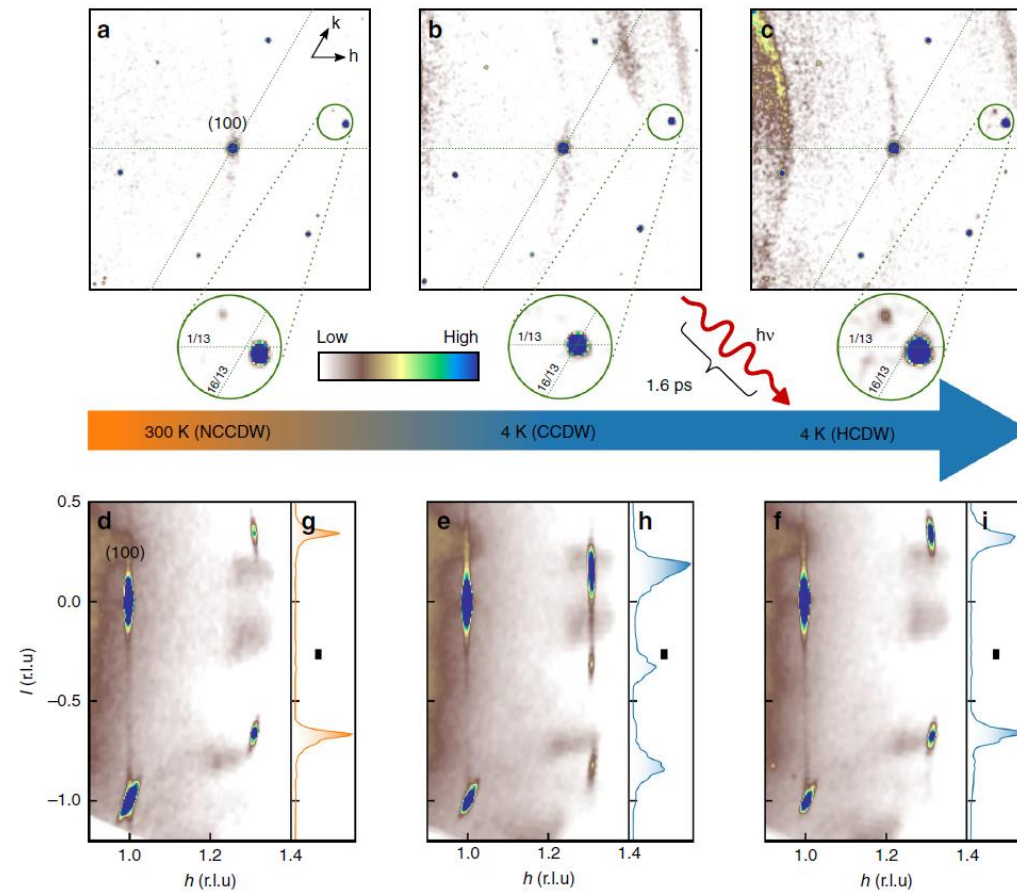 a
k
h
(100)
b
c
1/13
16/13
Low High
1/13
16/13
hν
1.6 ps
1/13
16/13
300 K (NCCDW) 4 K (CCDW) 4 K (HCDW)
0.5
d g
(100)
e h
f i
0.0
l (r.l.u)
–0.5
–1.0
1.0 1.2 1.4
h (r.l.u)
1.0 1.2 1.4
h (r.l.u)
1.0 1.2 1.4
h (r.l.u)